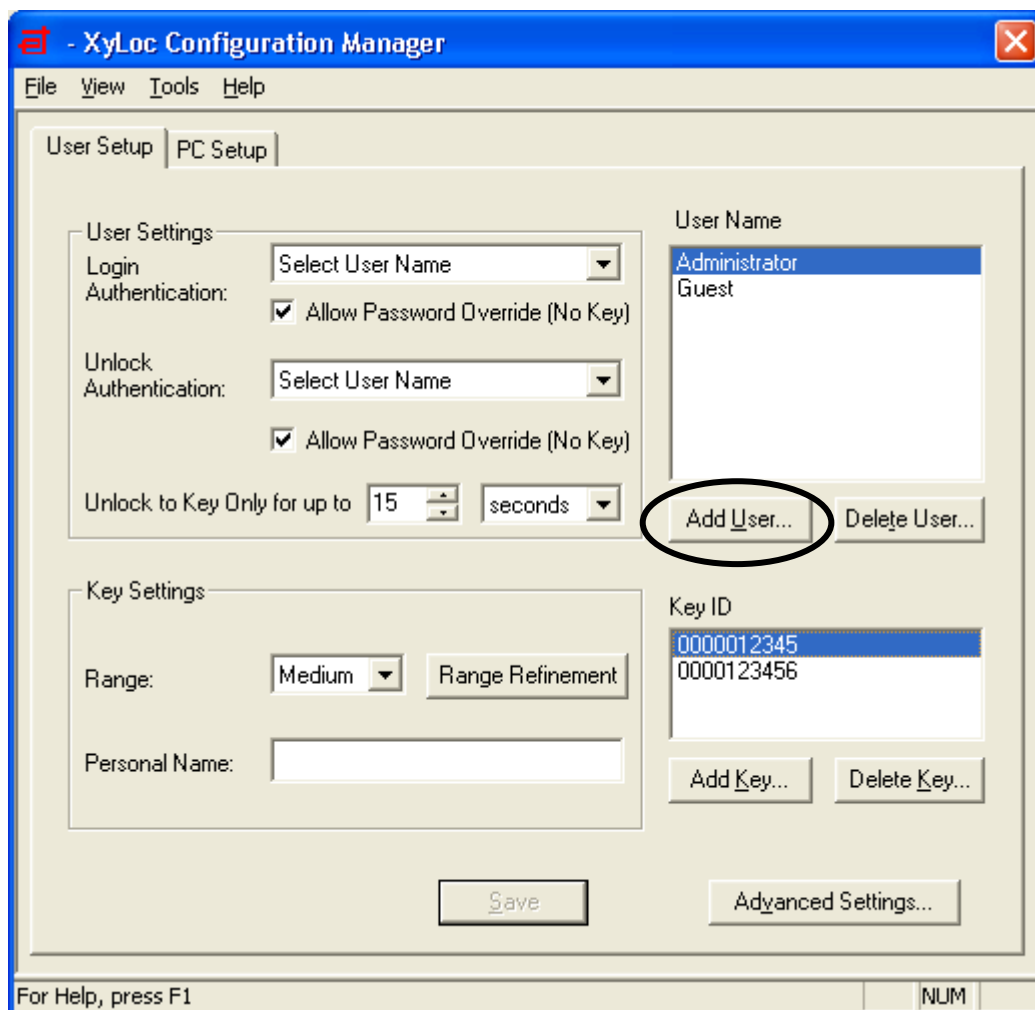 - XyLoc Configuration Manager
File View Tools Help
User Setup PC Setup
User Settings
Login Authentication:
Select User Name
Allow Password Override (No Key)
Unlock Authentication:
Select User Name
Allow Password Override (No Key)
Unlock to Key Only for up to 15 seconds
User Name
Administrator
Guest
Add User... Delete User...
Key Settings
Range: Medium Range Refinement
Personal Name:
Key ID
0000012345
0000123456
Add Key... Delete Key...
Save Advanced Settings...
For Help, press F1 NUM